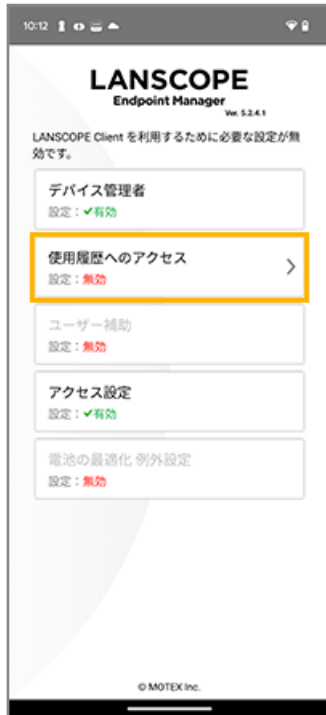 10:12
LANSCOPE
Endpoint Manager
Ver. 5.2.4.1
LANSCOPE Client を利用するために必要な設定が無
効です。
デバイス管理者
設定：✔有効
使用履歴へのアクセス
設定：無効
ユーザー補助
設定：無効
アクセス設定
設定：✔有効
電池の最適化 例外設定
設定：無効
© MOTEX Inc.